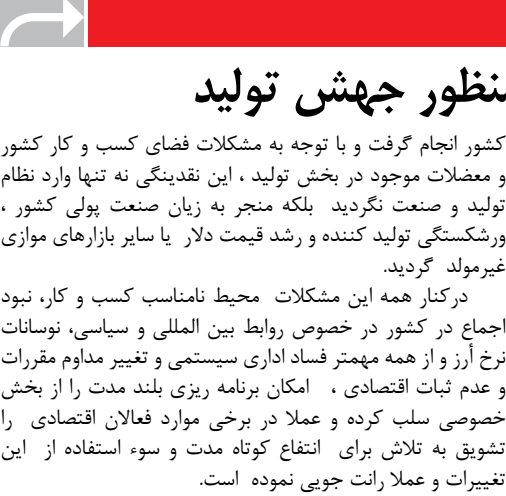 منظور جهش تولید
کشور انجام گرفت و با توجه به مشکلات فضای کسب و کار کشور
و معضلات موجود در بخش تولید ، این نقدینگی نه تنها وارد نظام
تولید و صنعت نگردید بلکه منجر به زیان صنعت پولی کشور ،
ورشکستگی تولید کننده و رشد قیمت دلار یا سایر بازارهای موازی
غیرمولد گردید.
درکنار همه این مشکلات محیط نامناسب کسب و کار، نبود
اجماع در کشور در خصوص روابط بین المللی و سیاسی، نوسانات
نرخ أرز و از همه مهمتر فساد اداری سیستمی و تغییر مداوم مقررات
و عدم ثبات اقتصادی ، امکان برنامه ریزی بلند مدت را از بخش
خصوصی سلب کرده و عملا در برخی موارد فعالان اقتصادی را
تشویق به تلاش برای انتفاع کوتاه مدت و سوء استفاده از این
تغییرات و عملا رانت جویی نموده است.